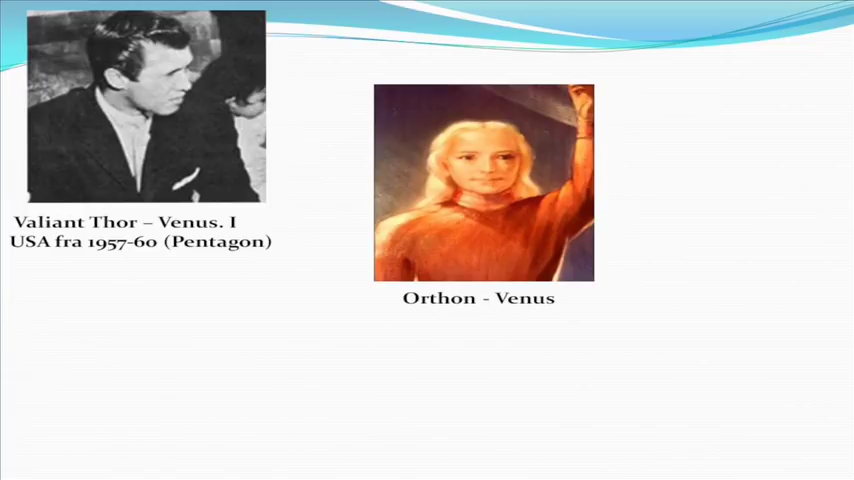 Valiant Thor – Venus. I
USA fra 1957-60 (Pentagon)
Orthon - Venus